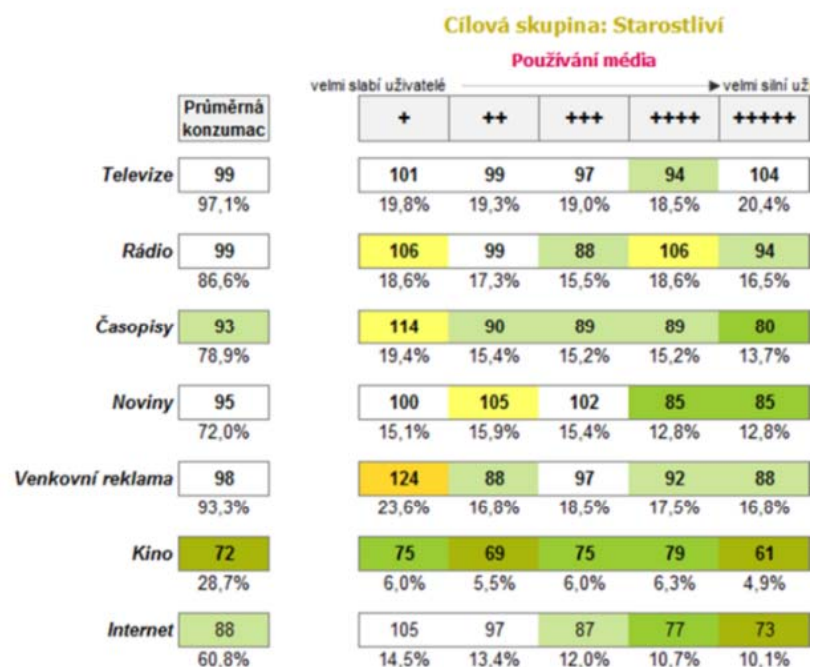 Cílová skupina: Starostliví
Používání média
velmi slabí uživatelé velmi silní už
Průměrná
konzumac
+ ++ +++ ++++ +++++
Televize 99 101 99 97 94 104
97,1% 19,8% 19,3% 19,0% 18,5% 20,4%
Rádio 99 106 99 88 106 94
86,6% 18,6% 17,3% 15,5% 18,6% 16,5%
Časopisy 93 114 90 89 89 80
78,9% 19,4% 15,4% 15,2% 15,2% 13,7%
Noviny 95 100 105 102 85 85
72,0% 15,1% 15,9% 15,4% 12,8% 12,8%
Venkovní reklama 98 124 88 97 92 88
93,3% 23,6% 16,8% 18,5% 17,5% 16,8%
Kino 72 75 69 75 79 61
28,7% 6,0% 5,5% 6,0% 6,3% 4,9%
Internet 88 105 97 87 77 73
60,8% 14,5% 13,4% 12,0% 10,7% 10,1%